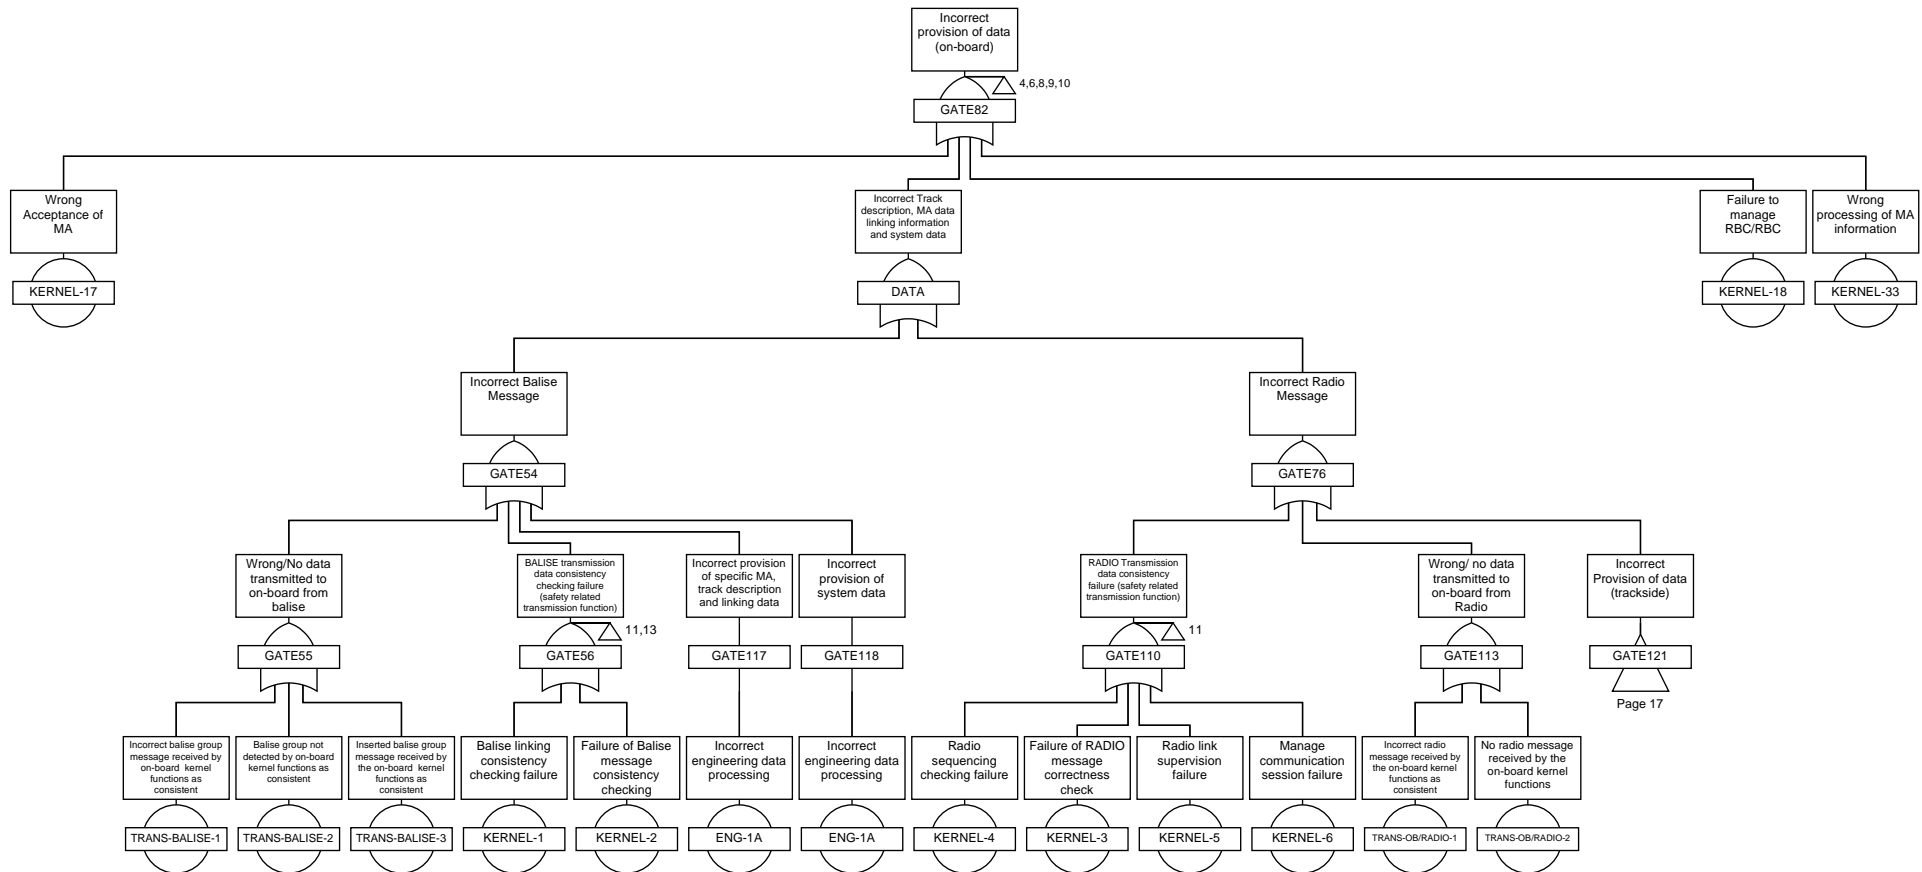 Incorrect
provision of data
(on-board)
4,6,8,9,10
GATE82
Wrong
Acceptance of
MA
KERNEL-17
Incorrect Track
description, MA data
linking information
and system data
DATA
Failure to
manage
RBC/RBC
KERNEL-18
Wrong
processing of MA
information
KERNEL-33
Incorrect Balise
Message
GATE54
Incorrect Radio
Message
GATE76
Wrong/No data
transmitted to
on-board from
balise
GATE55
BALISE transmission
data consistency
checking failure
(safety related
transmission function)
11,13
GATE56
Incorrect provision
of specific MA,
track description
and linking data
GATE117
Incorrect
provision of
system data
GATE118
RADIO Transmission
data consistency
failure (safety related
transmission function)
11
GATE110
Wrong/ no data
transmitted to
on-board from
Radio
GATE113
Incorrect
Provision of data
(trackside)
GATE121
Page 17
Incorrect balise group
message received by
on-board kernel
functions as
consistent
TRANS-BALISE-1
Balise group not
detected by on-board
kernel functions as
consistent
TRANS-BALISE-2
Inserted balise group
message received by
the on-board kernel
functions as
consistent
TRANS-BALISE-3
Balise linking
consistency
checking failure
KERNEL-1
Failure of Balise
message
consistency
checking
KERNEL-2
Incorrect
engineering data
processing
ENG-1A
Incorrect
engineering data
processing
ENG-1A
Radio
sequencing
checking failure
KERNEL-4
Failure of RADIO
message
correctness
check
KERNEL-3
Radio link
supervision
failure
KERNEL-5
Manage
communication
session failure
KERNEL-6
Incorrect radio
message received by
the on-board kernel
functions as
consistent
TRANS-OB/RADIO-1
No radio message
received by the
on-board kernel
functions
TRANS-OB/RADIO-2